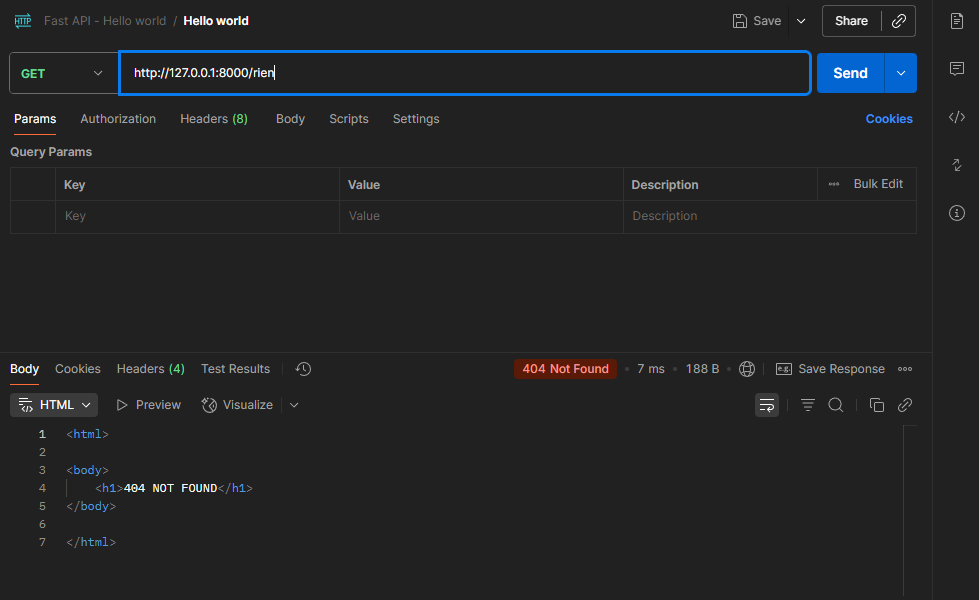 HTTP Fast API - Hello world / Hello world Save Share
GET http://127.0.0.1:8000/rien Send
Params Authorization Headers (8) Body Scripts Settings Cookies
Query Params
Key Value Description Bulk Edit
Key Value Description
Body Cookies Headers (4) Test Results 404 Not Found 7 ms 188 B e.g. Save Response
HTML Preview Visualize
1 <html>
2
3 <body>
4 <h1>404 NOT FOUND</h1>
5 </body>
6
7 </html>